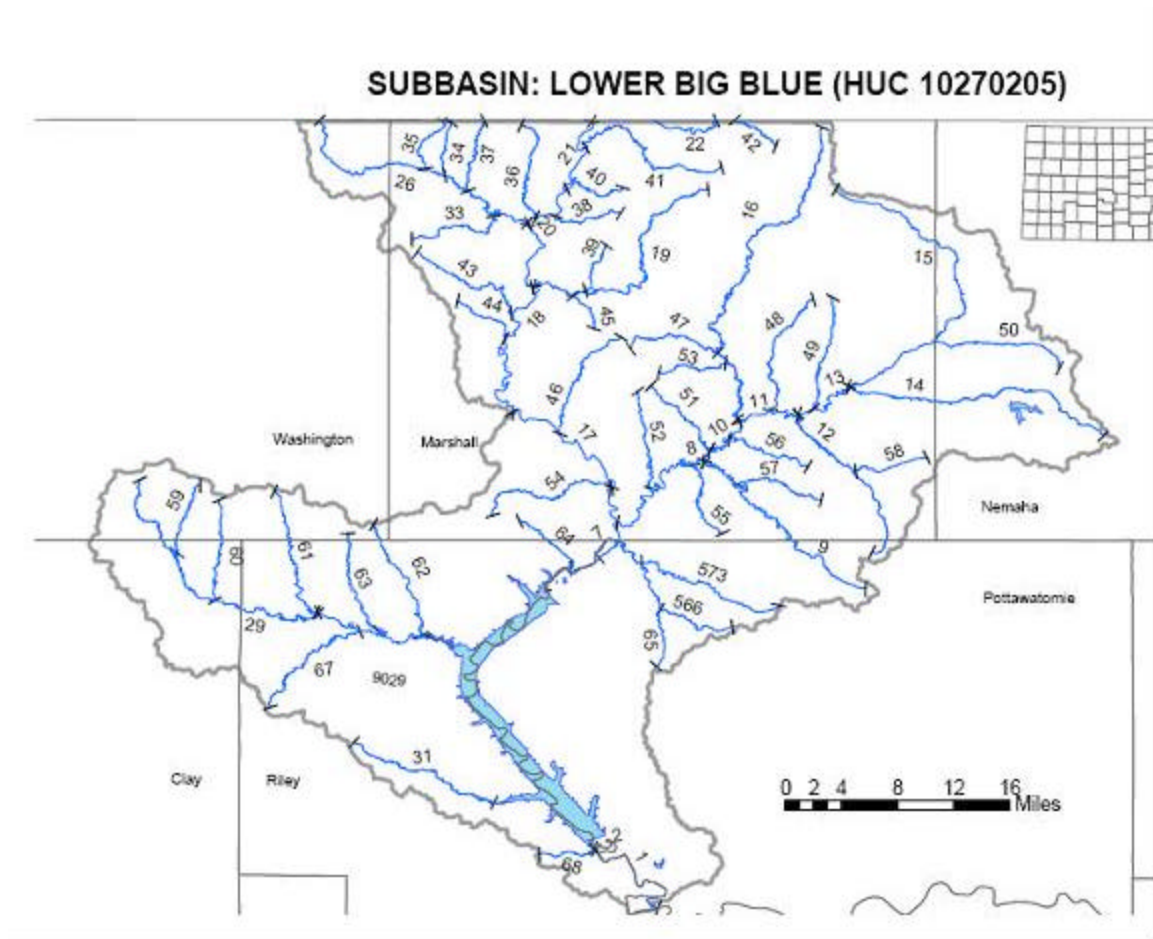 SUBBASIN: LOWER BIG BLUE (HUC 10270205)
35 34 37 36 21 22 42
26 40 41
33 20 38 16
39 19 15
43
44 18 45 47 48 50
53 49
46 51 13 14
17 52 8 10 11 12
56
57 58
Washington Marshall
54 55 Nemaha
59 64 7 9
60 61 63 62 573
566 Pottawatomie
29 65
67 9029
31
Clay Riley
0 2 4 8 12 16
Miles
2
1
68